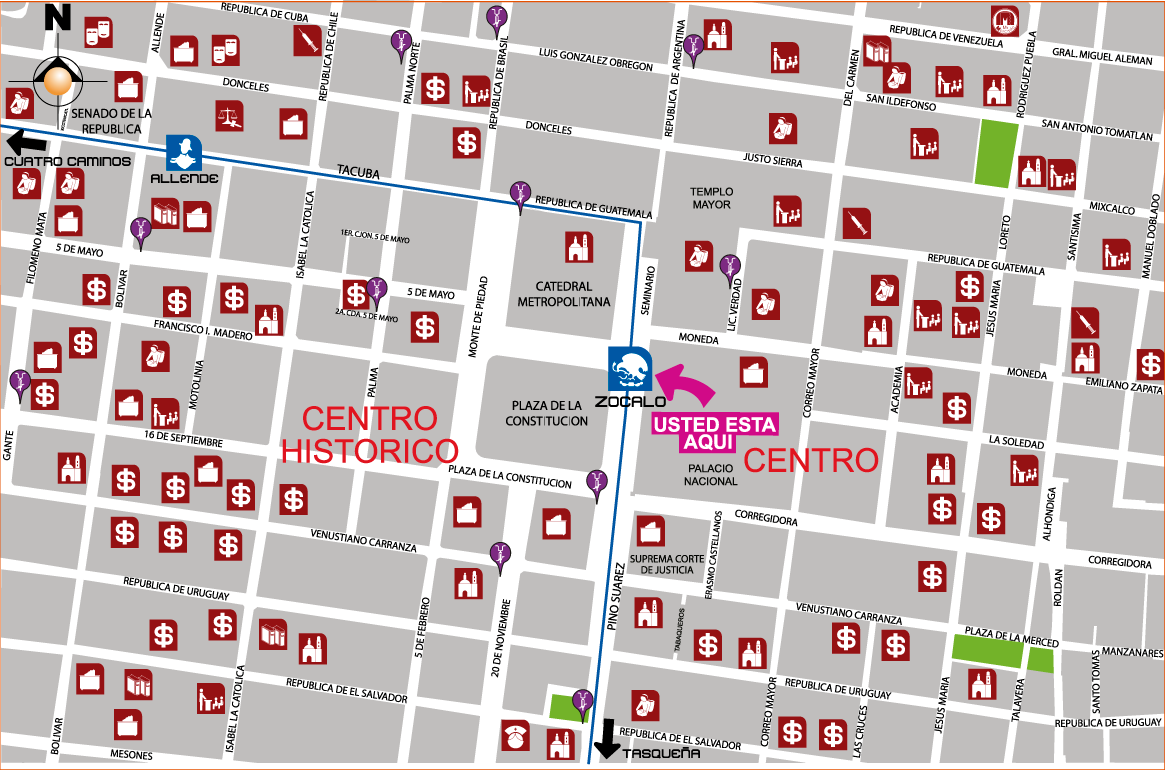 N
REPUBLICA DE CUBA
ALLENDE
REPUBLICA DE CHILE
PALMA NORTE
REPUBLICA DE BRASIL
LUIS GONZALEZ OBREGON
REPUBLICA DE ARGENTINA
DEL CARMEN
REPUBLICA DE VENEZUELA
RODRIGUEZ PUEBLA
GRAL. MIGUEL ALEMAN
DONCELES
SENADO DE LA
REPUBLICA
DONCELES
SAN ILDEFONSO
SAN ANTONIO TOMATLAN
JUSTO SIERRA
CUATRO CAMINOS
ALLENDE
TACUBA
REPUBLICA DE GUATEMALA
TEMPLO
MAYOR
MIXCALCO
LORETO
SANTISIMA
MANUEL DOBLADO
FILOMENO MATA
5 DE MAYO
BOLIVAR
ISABEL LA CATOLICA
1ER. CJON. 5 DE MAYO
5 DE MAYO
2A. CDA. 5 DE MAYO
MONTE DE PIEDAD
CATEDRAL
METROPOLITANA
SEMINARIO
LIC. VERDAD
REPUBLICA DE GUATEMALA
JESUS MARIA
FRANCISCO I. MADERO
MOTOLINIA
PALMA
MONEDA
CORREO MAYOR
ACADEMIA
MONEDA
EMILIANO ZAPATA
ZOCALO
USTED ESTA
AQUI
PLAZA DE LA
CONSTITUCION
CENTRO
HISTORICO
CENTRO
PALACIO
NACIONAL
GANTE
16 DE SEPTIEMBRE
LA SOLEDAD
PLAZA DE LA CONSTITUCION
CORREGIDORA
ALHONDIGA
VENUSTIANO CARRANZA
SUPREMA CORTE
DE JUSTICIA
ERASMO CASTELLANOS
CORREGIDORA
ROLDAN
REPUBLICA DE URUGUAY
5 DE FEBRERO
20 DE NOVIEMBRE
PINO SUAREZ
TABAQUEROS
VENUSTIANO CARRANZA
PLAZA DE LA MERCED
MANZANARES
SANTO TOMAS
REPUBLICA DE EL SALVADOR
ISABEL LA CATOLICA
BOLIVAR
MESONES
REPUBLICA DE URUGUAY
CORREO MAYOR
LAS CRUCES
JESUS MARIA
TALAVERA
REPUBLICA DE URUGUAY
REPUBLICA DE EL SALVADOR
TASQUEÑA